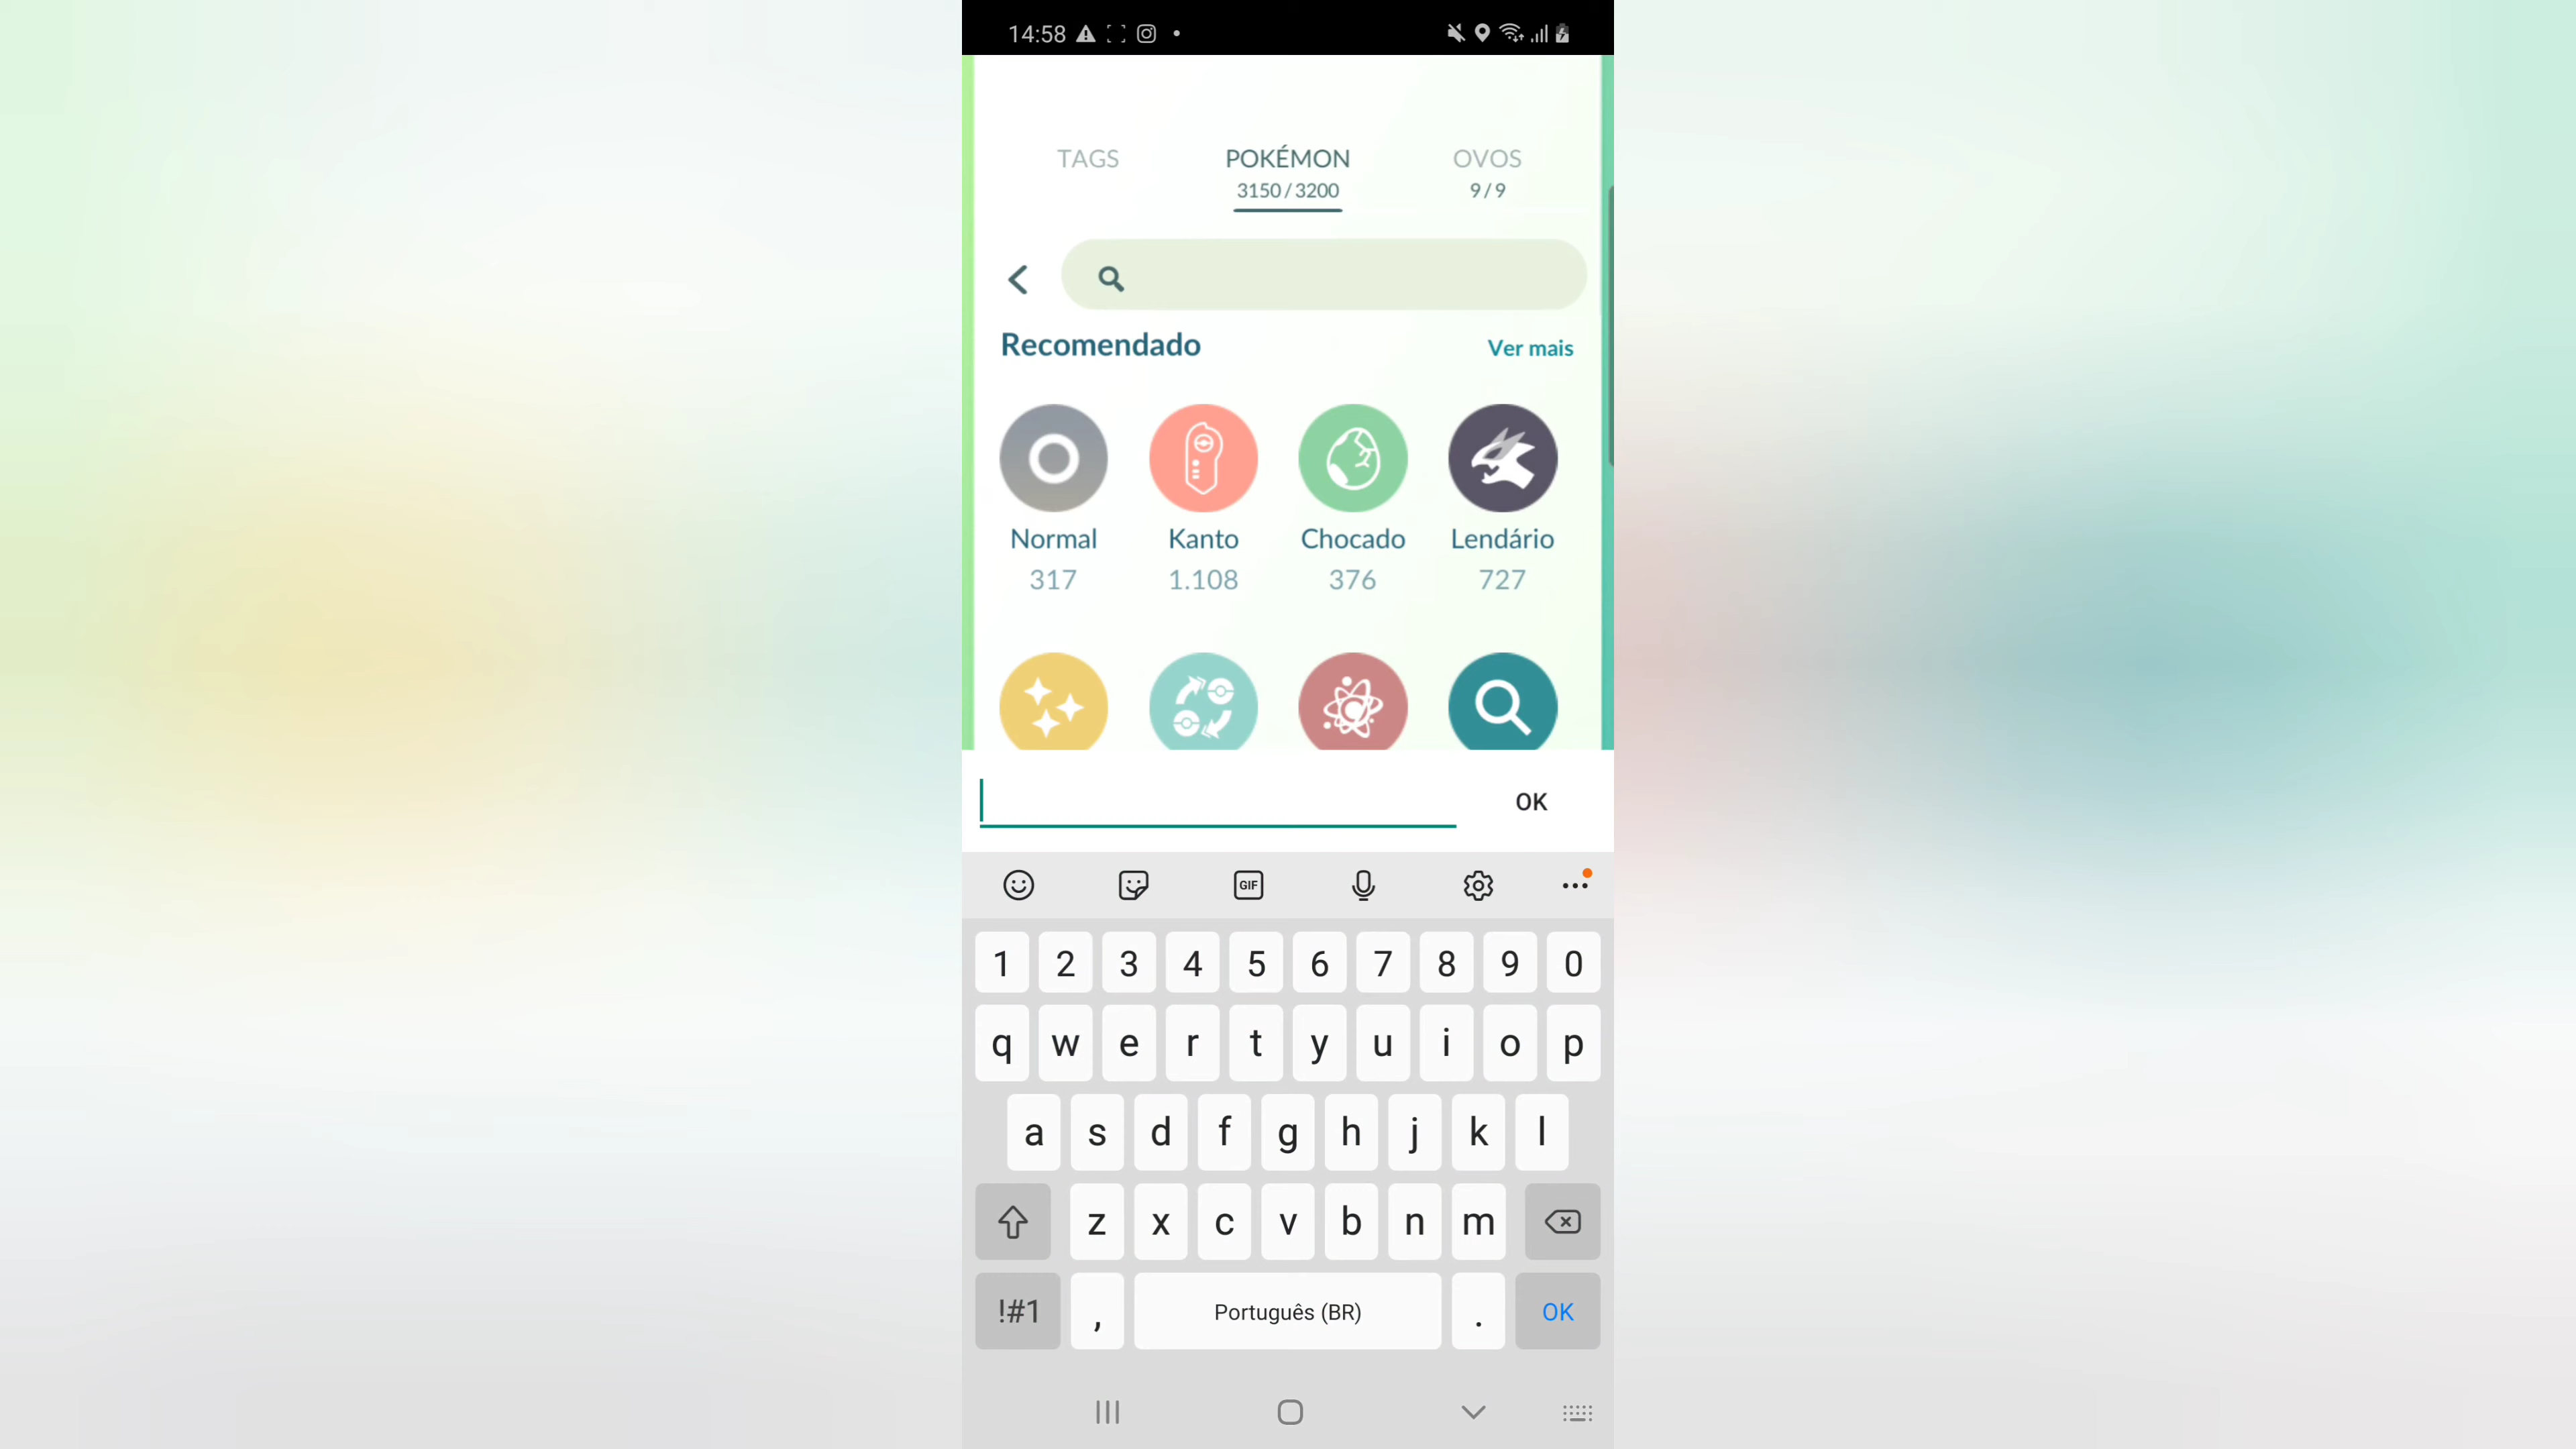 14:58
TAGS POKÉMON OVOS
3150/3200 9/9
Recomendado Ver mais
Normal Kanto Chocado Lendário
317 1.108 376 727
OK
GIF
1 2 3 4 5 6 7 8 9 0
q w e r t y u i o p
a s d f g h j k l
z x c v b n m
!#1 , Português (BR) . OK